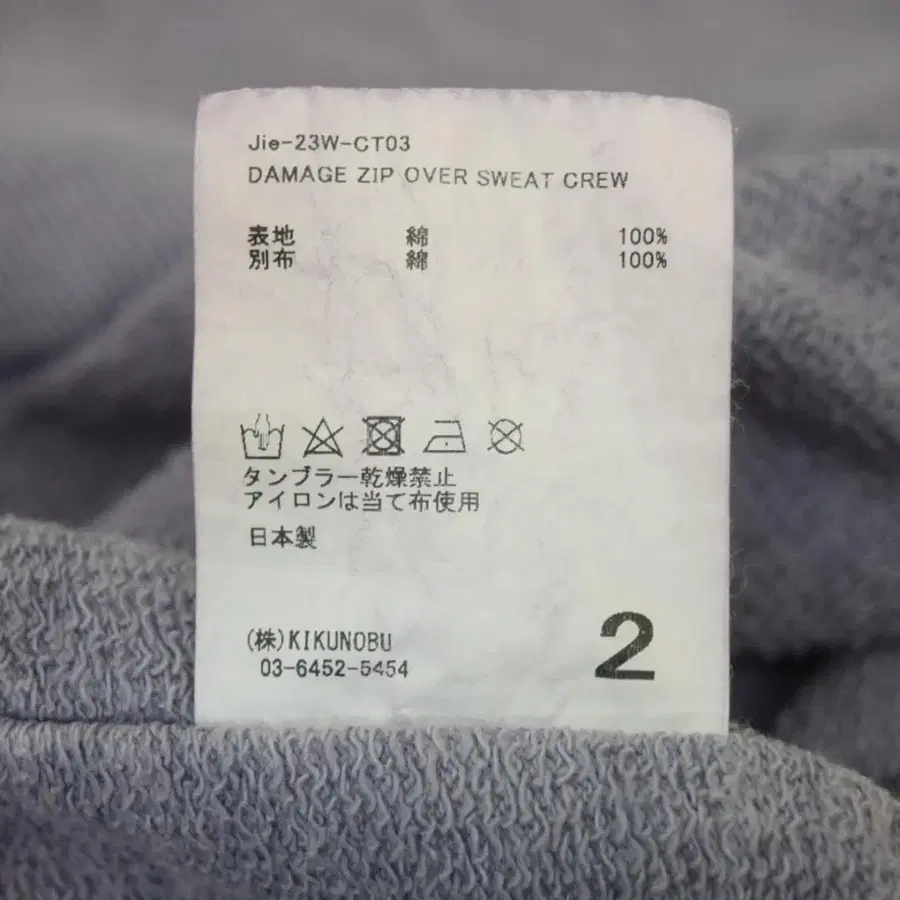 Jie-23W-CT03
DAMAGE ZIP OVER SWEAT CREW
表地 綿 100%
別布 綿 100%
タンブラー乾燥禁止
アイロンは当て布使用
日本製
(株)KIKUNOBU
03-6452-5454
2